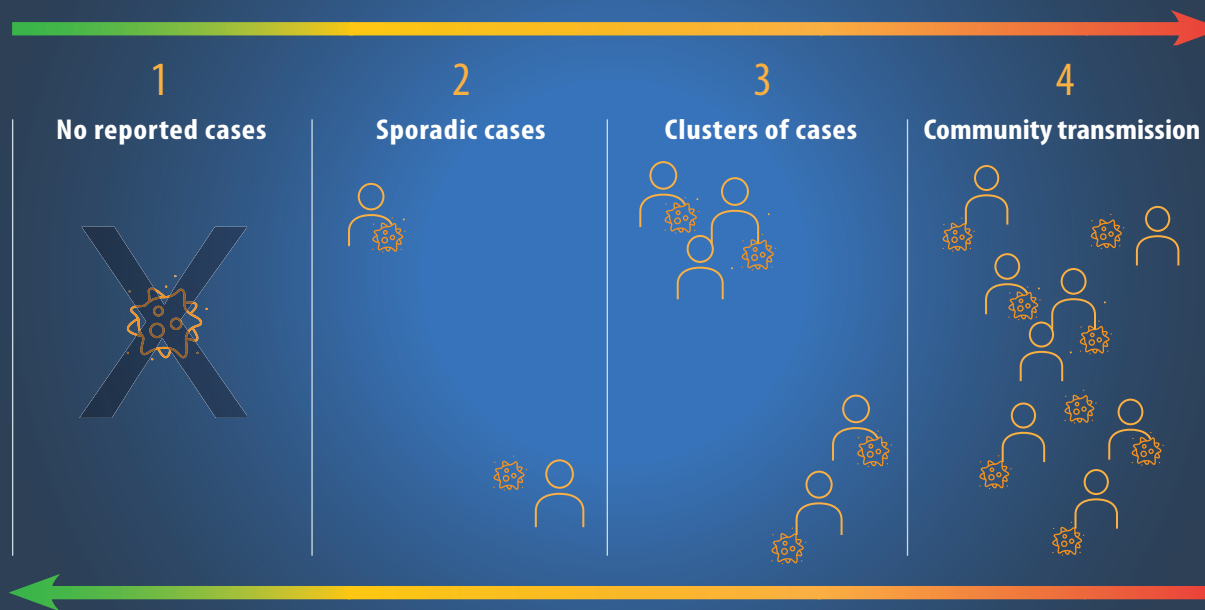 1
No reported cases
2
Sporadic cases
3
Clusters of cases
4
Community transmission